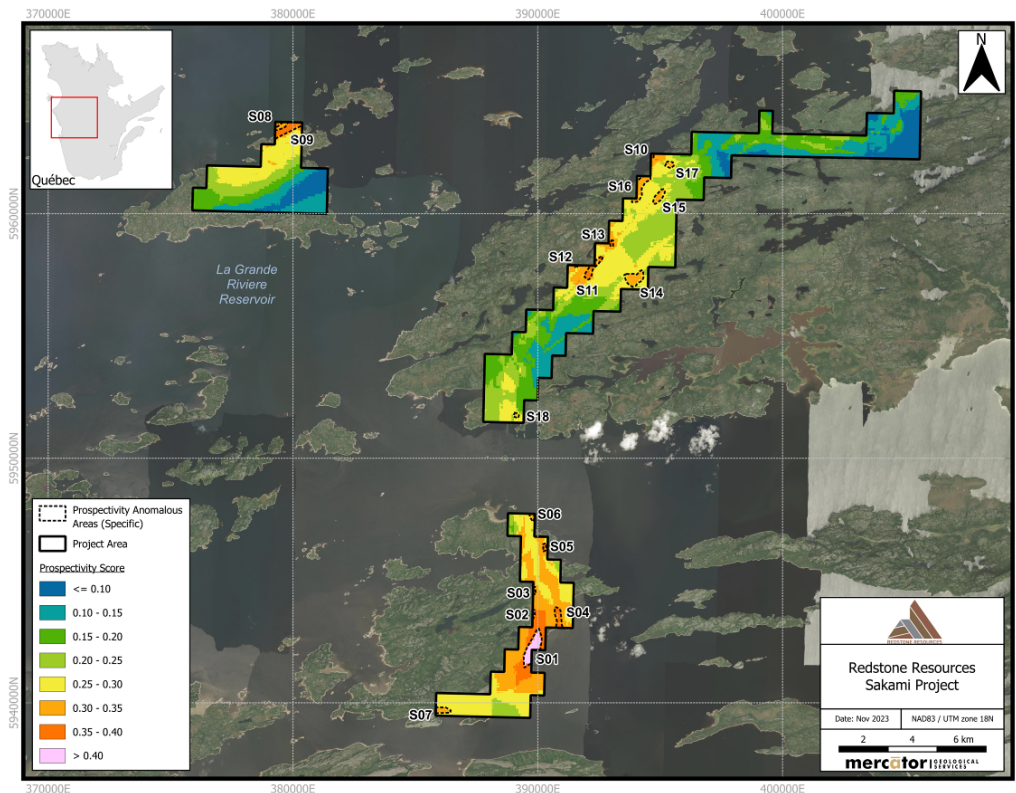 370000E 380000E 390000E 400000E
N
Québec
S08
S09
S10
S17
S16
S15
5960000N
S13
S12
La Grande
Riviere
Reservoir
S11
S14
S18
5950000N
Prospectivity Anomalous
Areas (Specific)
Project Area
Prospectivity Score
<= 0.10
0.10 - 0.15
0.15 - 0.20
0.20 - 0.25
0.25 - 0.30
0.30 - 0.35
0.35 - 0.40
> 0.40
S06
S05
S03
S02
S04
S01
S07
5940000N
REDSTONE RESOURCES
Redstone Resources
Sakami Project
Date: Nov 2023 NAD83 / UTM zone 18N
2 4 6 km
mercator GEOLOGICAL
SERVICES
370000E 380000E 390000E 400000E